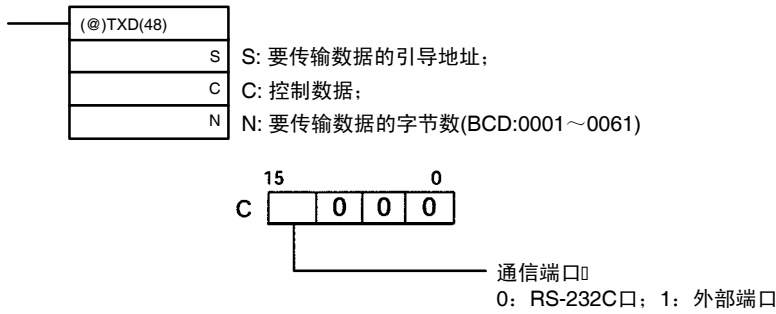 (@)TXD(48)
S S: 要传输数据的引导地址；
C C: 控制数据；
N N: 要传输数据的字节数(BCD:0001～0061)
15 0
C 0 0 0
通信端口
0：RS-232C口；1：外部端口